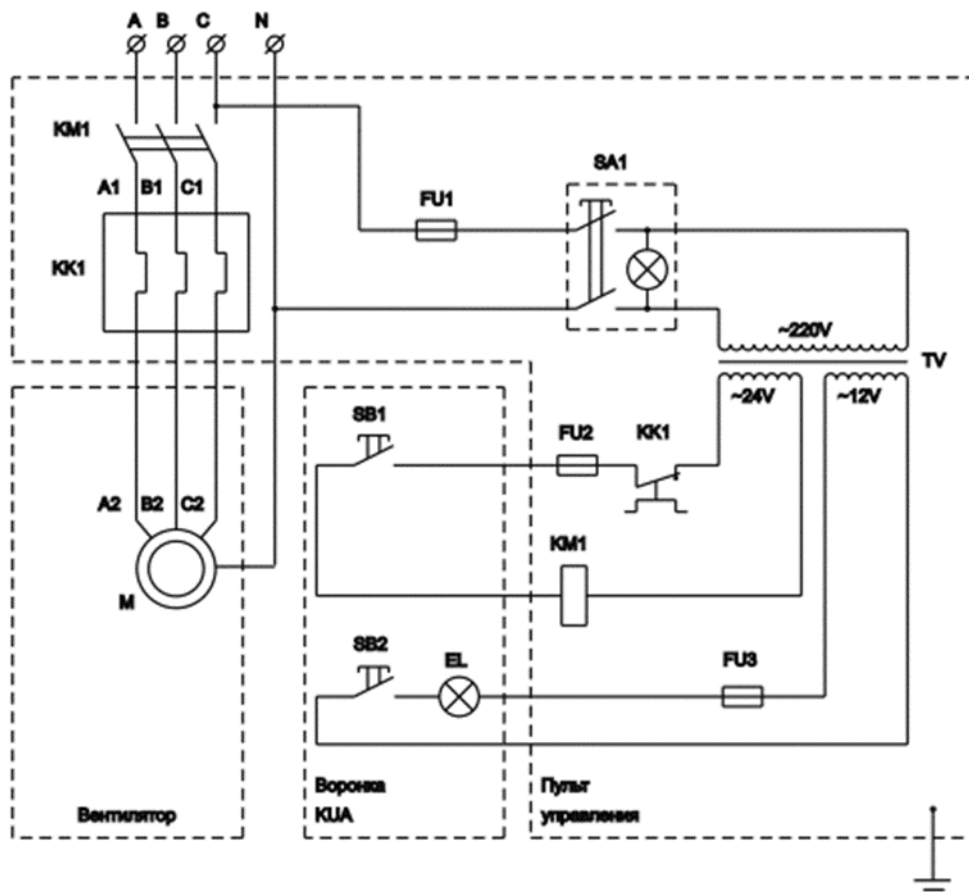 A B C N
KM1
SA1
A1 B1 C1
FU1
KK1
~220V
TV
~24V ~12V
SB1
FU2 KK1
A2 B2 C2
KM1
M
SB2 EL FU3
Воронка
KUA
Пульт
управления
Вентилятор